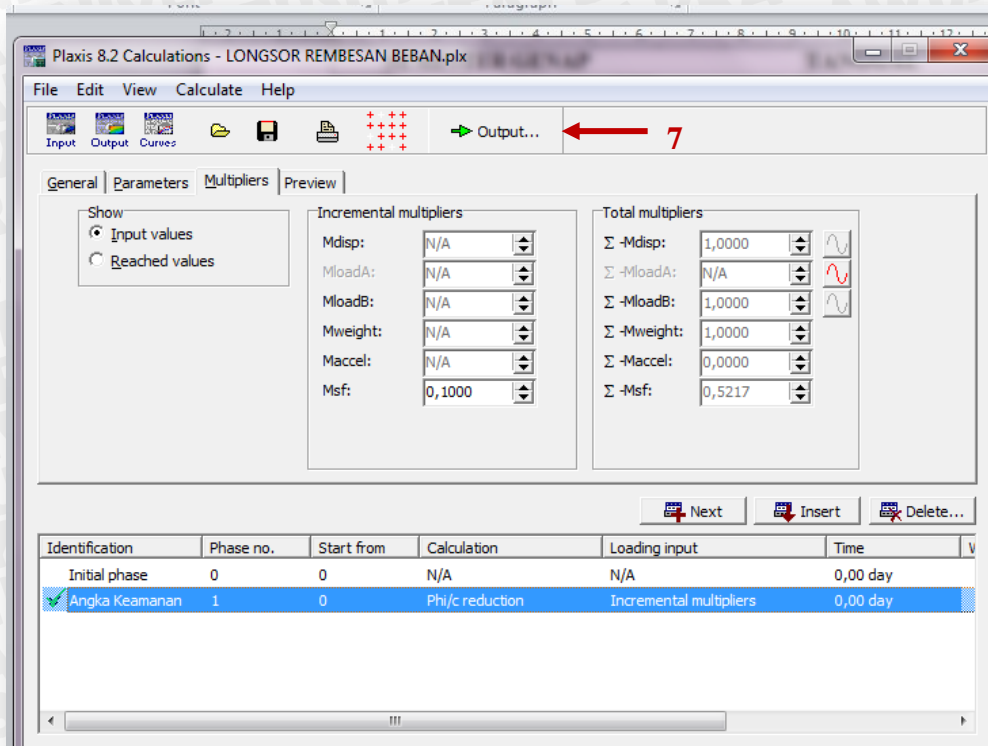 Plaxis 8.2 Calculations - LONGSOR REMBESAN BEBAN.plx
File Edit View Calculate Help
Input Output Curves Output... 7
General Parameters Multipliers Preview
Show
Input values
Reached values
Incremental multipliers
Mdisp: N/A
MloadA: N/A
MloadB: N/A
Mweight: N/A
Maccel: N/A
Msf: 0,1000
Total multipliers
Σ -Mdisp: 1,0000
Σ -MloadA: N/A
Σ -MloadB: 1,0000
Σ -Mweight: 1,0000
Σ -Maccel: 0,0000
Σ -Msf: 0,5217
Next Insert Delete...
Identification Phase no. Start from Calculation Loading input Time
Initial phase 0 0 N/A N/A 0,00 day
Angka Keamanan 1 0 Phi/c reduction Incremental multipliers 0,00 day